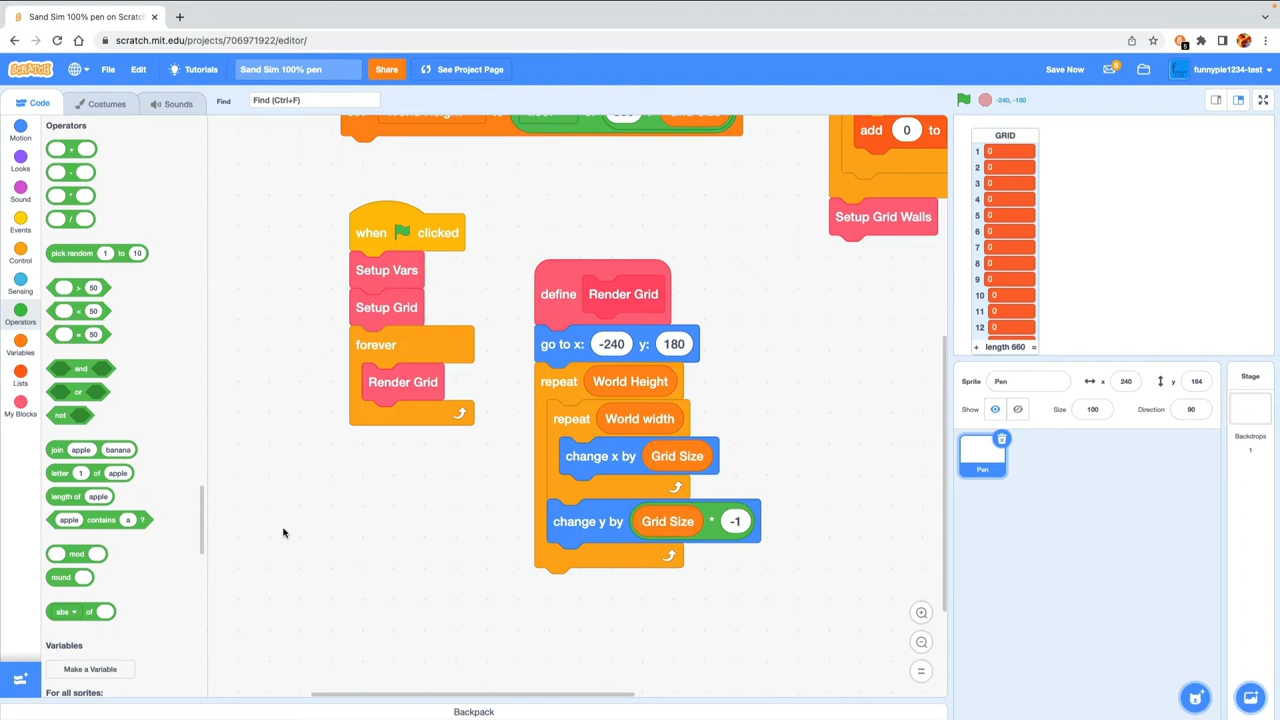 Sand Sim 100% pen on Scratc
scratch.mit.edu/projects/706971922/editor/
5
SCRATCH
File
Edit
Tutorials
Sand Sim 100% pen
Share
See Project Page
Save Now
6
funnypie1234-test
Code
Costumes
Sounds
Find
Find (Ctrl+F)
-240, -180
Motion
Looks
Sound
Events
Control
Sensing
Operators
Variables
Lists
My Blocks
Operators
+
-
*
/
pick random 1 to 10
> 50
< 50
= 50
and
or
not
join apple banana
letter 1 of apple
length of apple
apple contains a ?
mod
round
abs of
Variables
Make a Variable
For all sprites:
when clicked
Setup Vars
Setup Grid
forever
Render Grid
define Render Grid
go to x: -240 y: 180
repeat World Height
repeat World width
change x by Grid Size
change y by Grid Size * -1
add 0 to
Setup Grid Walls
GRID
1 0
2 0
3 0
4 0
5 0
6 0
7 0
8 0
9 0
10 0
11 0
12 0
+ length 660 =
Sprite Pen x 240 y 164
Show Size 100 Direction 90
Pen
Stage
Backdrops
1
Backpack